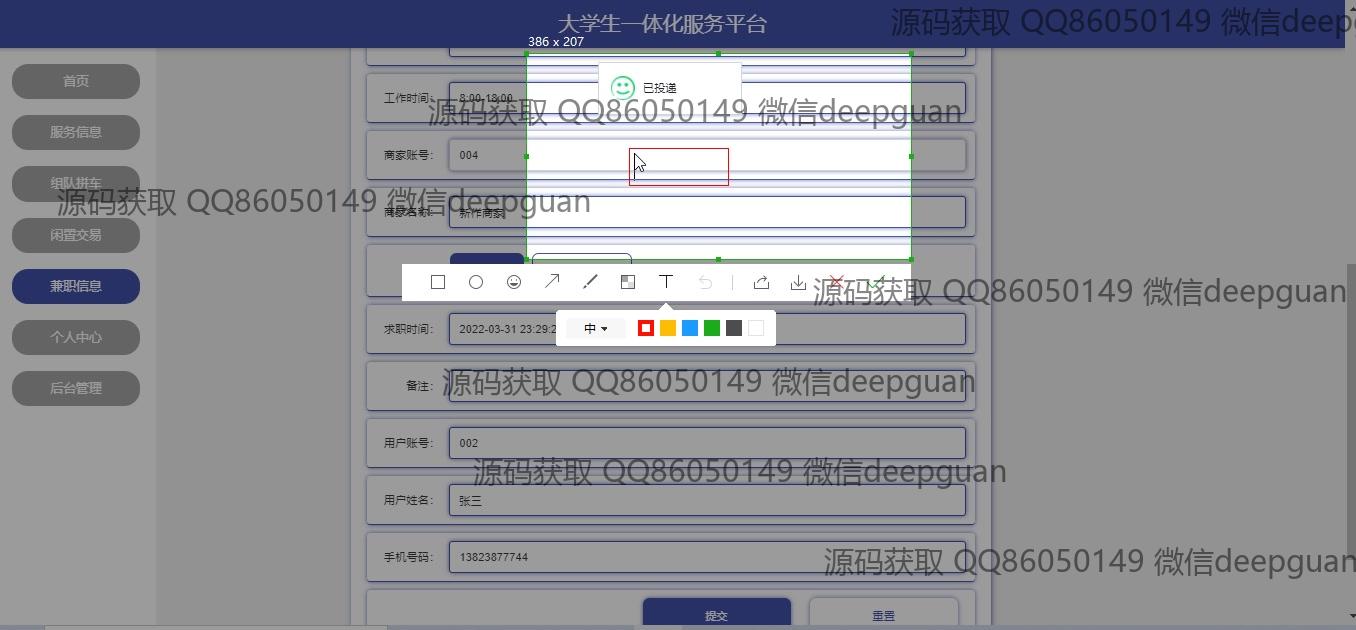 大学生一体化服务平台
源码获取 QQ86050149 微信deep
386 x 207
首页
服务信息
组队拼车
闲置交易
兼职信息
个人中心
后台管理
已投递
工作时间: 8:00-18:00
源码获取 QQ86050149 微信deepguan
商家账号: 004
源码获取 QQ86050149 微信deepguan
商家名称: 新作商家
源码获取 QQ86050149 微信deepguan
T
中
求职时间: 2022-03-31 23:29:2
备注:
源码获取 QQ86050149 微信deepguan
用户账号: 002
源码获取 QQ86050149 微信deepguan
用户姓名: 张三
手机号码: 13823877744
源码获取 QQ86050149 微信deepguan
提交
重置